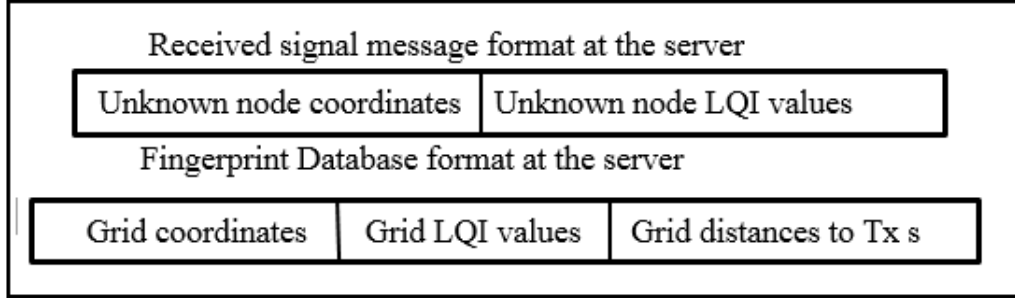 Received signal message format at the server
Unknown node coordinates Unknown node LQI values
Fingerprint Database format at the server
Grid coordinates Grid LQI values Grid distances to Tx s